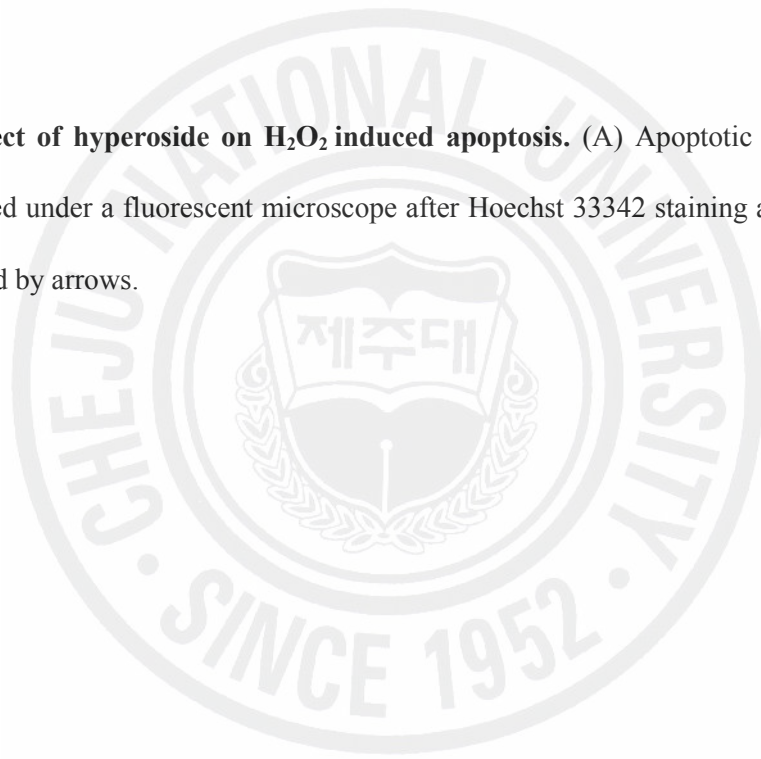 ect of hyperoside on H₂O₂ induced apoptosis. (A) Apoptotic
ed under a fluorescent microscope after Hoechst 33342 staining a
d by arrows.
CHEJU NATIONAL UNIVERSITY
제주대
· SINCE 1952 ·